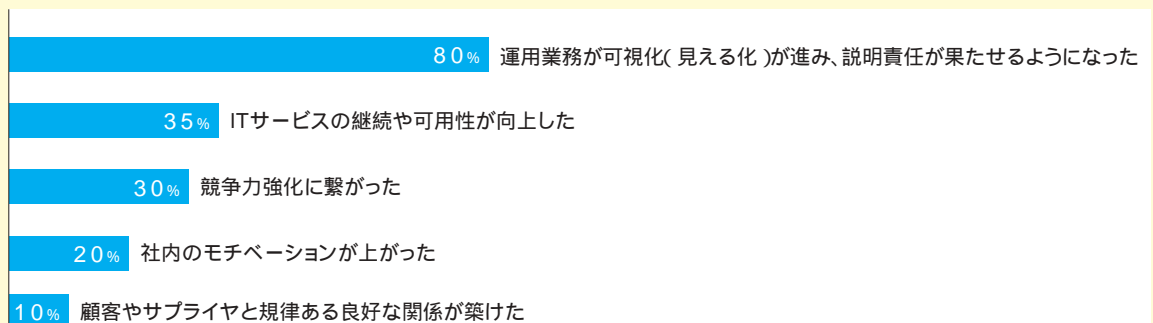 80% 運用業務が可視化(見える化)が進み、説明責任が果たせるようになった
35% ITサービスの継続や可用性が向上した
30% 競争力強化に繋がった
20% 社内のモチベーションが上がった
10% 顧客やサプライヤと規律ある良好な関係が築けた